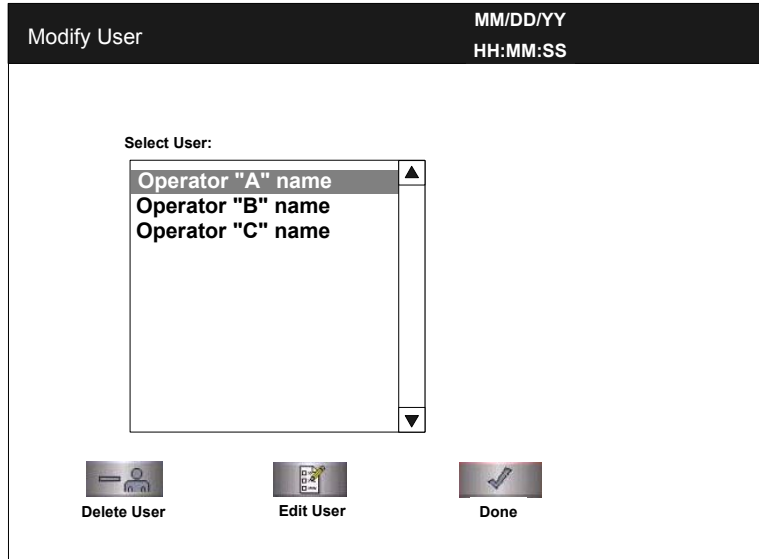 Modify User
MM/DD/YY
HH:MM:SS
Select User:
Operator "A" name
Operator "B" name
Operator "C" name
Delete User
Edit User
Done